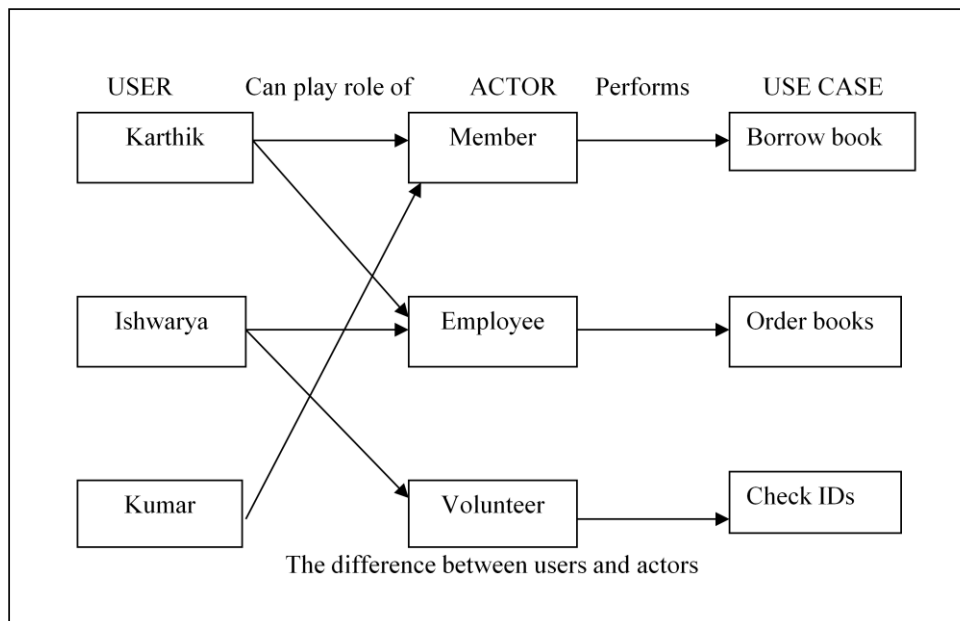 USER Can play role of ACTOR Performs USE CASE
Karthik Member Borrow book
Ishwarya Employee Order books
Kumar Volunteer Check IDs
The difference between users and actors